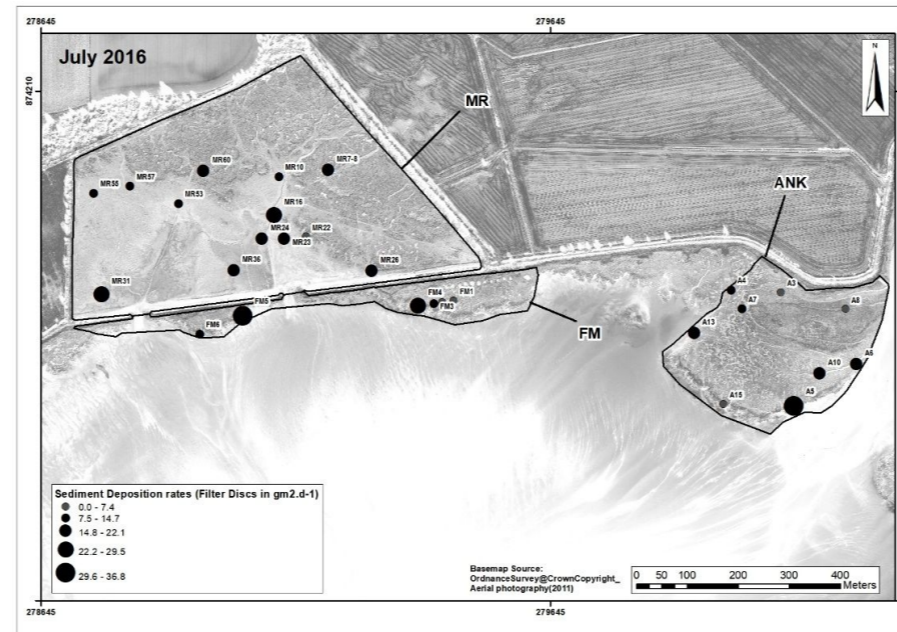 278645
279645
July 2016
N
874210
MR
MR60
MR7-8
MR10
MR55
MR57
MR53
MR16
MR22
MR24
MR23
MR36
MR26
MR31
ANK
A4
A3
A7
A8
A13
A10
A6
A5
A15
FM5
FM4
FM1
FM3
FM6
FM
Sediment Deposition rates (Filter Discs in gm2.d-1)
0.0 - 7.4
7.5 - 14.7
14.8 - 22.1
22.2 - 29.5
29.6 - 36.8
Basemap Source:
OrdnanceSurvey@CrownCopyright_
Aerial photography(2011)
0 50 100 200 300 400
Meters
278645
279645